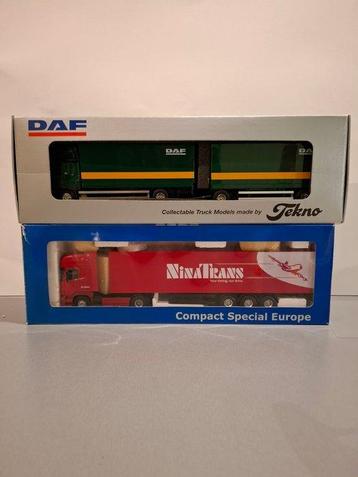 DAF
DAF
Collectable Truck Models made by Tekno
NINATRANS
Compact Special Europe